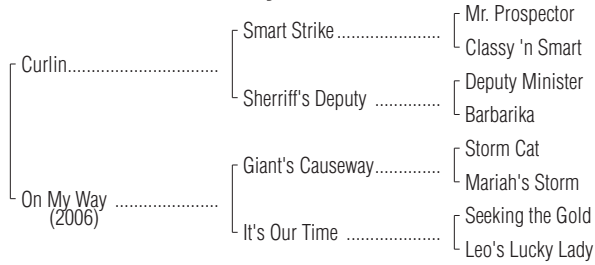 Mr. Prospector
Smart Strike ...................
Classy 'n Smart
Curlin................................
Deputy Minister
Sherriff's Deputy ..............
Barbarika
Storm Cat
Giant's Causeway..............
Mariah's Storm
On My Way ......................
(2006)
Seeking the Gold
It's Our Time ....................
Leo's Lucky Lady